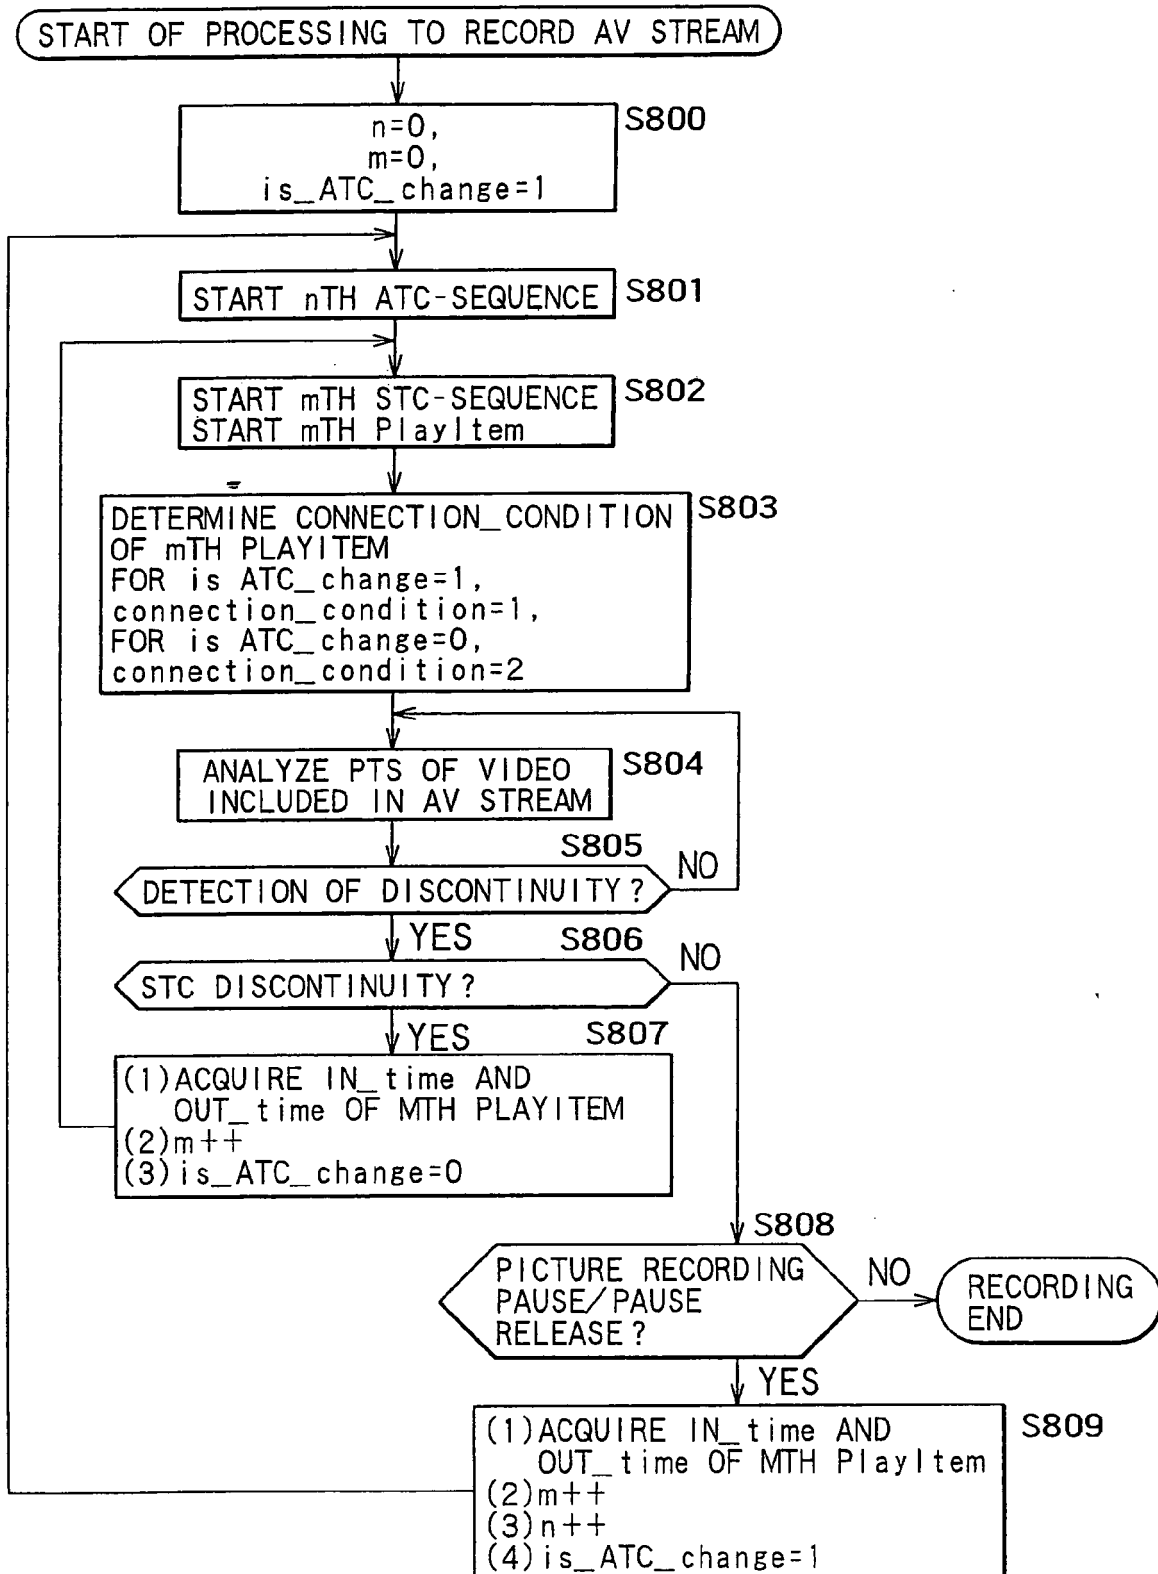 START OF PROCESSING TO RECORD AV STREAM
n=0,
m=0,
is_ATC_change=1
S800
START nTH ATC-SEQUENCE
S801
START mTH STC-SEQUENCE
START mTH PlayItem
S802
DETERMINE CONNECTION_CONDITION
OF mTH PLAYITEM
FOR is ATC_change=1,
connection_condition=1,
FOR is ATC_change=0,
connection_condition=2
S803
ANALYZE PTS OF VIDEO
INCLUDED IN AV STREAM
S804
S805
DETECTION OF DISCONTINUITY?
NO
YES
S806
STC DISCONTINUITY?
NO
YES
S807
(1)ACQUIRE IN_time AND
OUT_time OF MTH PLAYITEM
(2)m++
(3)is_ATC_change=0
S808
PICTURE RECORDING
PAUSE/PAUSE
RELEASE?
NO
RECORDING
END
YES
S809
(1)ACQUIRE IN_time AND
OUT_time OF MTH PlayItem
(2)m++
(3)n++
(4)is_ATC_change=1